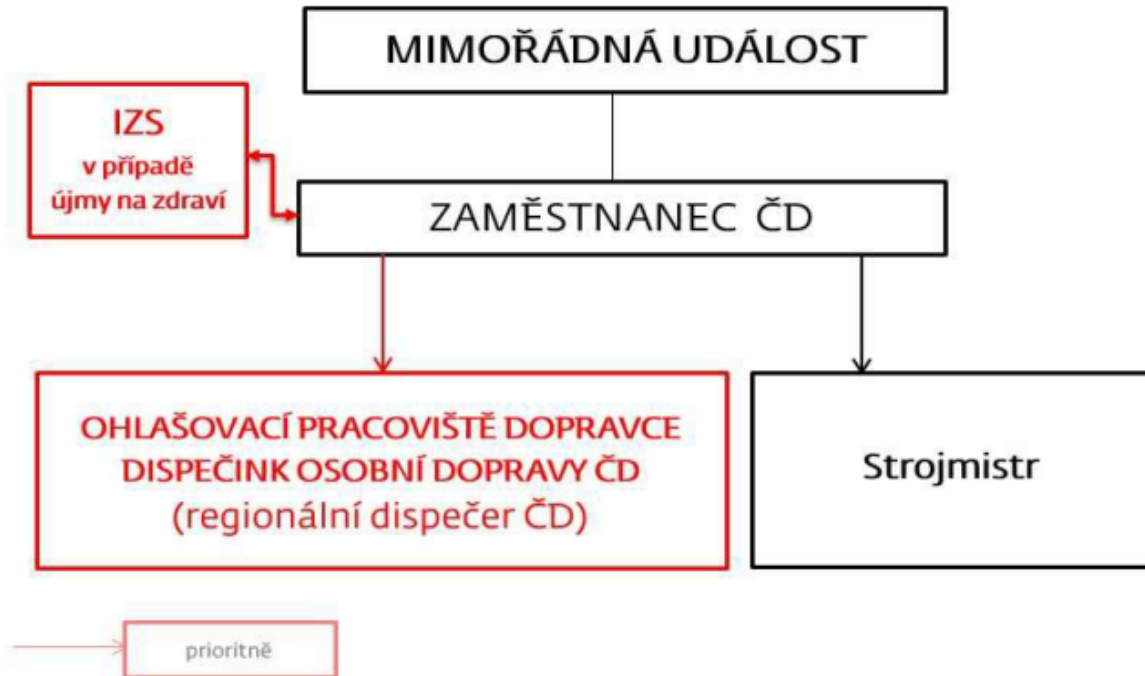 MIMOŘÁDNÁ UDÁLOST
IZS
v případě
újmy na zdraví
ZAMĚSTNANEC ČD
OHLAŠOVACÍ PRACOVIŠTĚ DOPRAVCE
DISPEČINK OSOBNÍ DOPRAVY ČD
(regionální dispečer ČD)
Strojmistr
prioritně